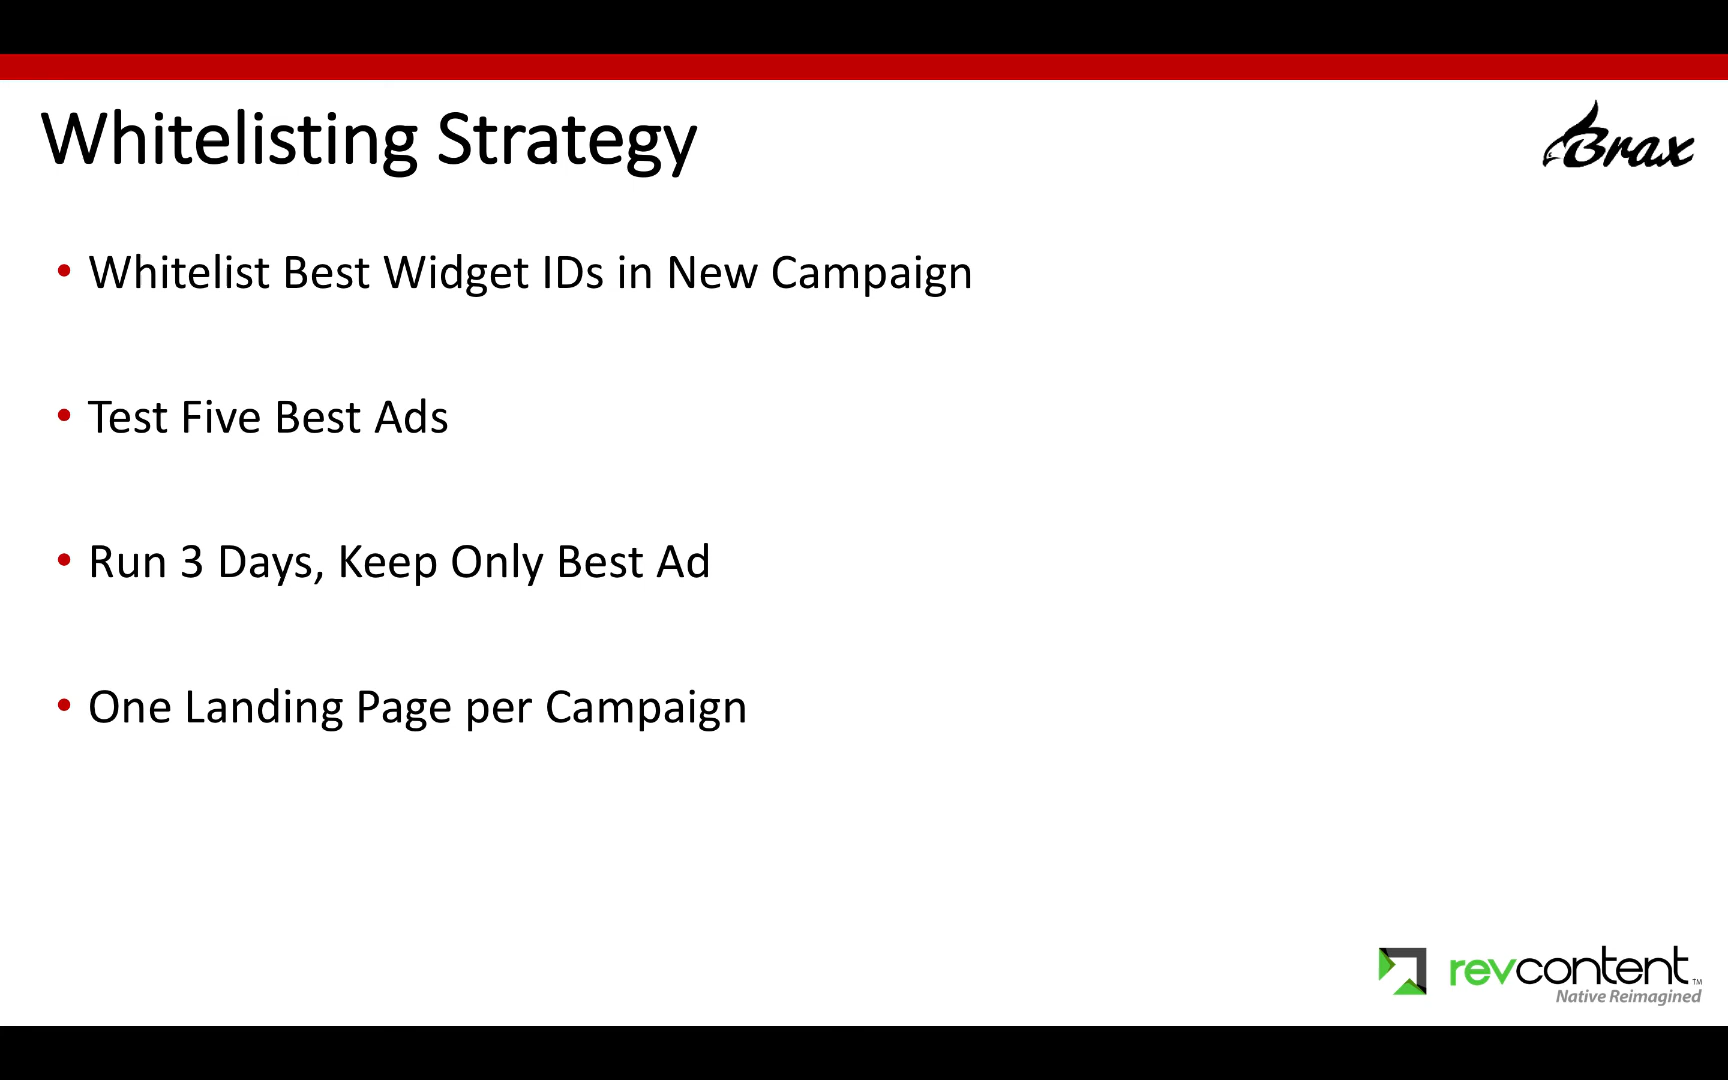 Whitelisting Strategy
Brax
• Whitelist Best Widget IDs in New Campaign
• Test Five Best Ads
• Run 3 Days, Keep Only Best Ad
• One Landing Page per Campaign
revcontent™
Native Reimagined